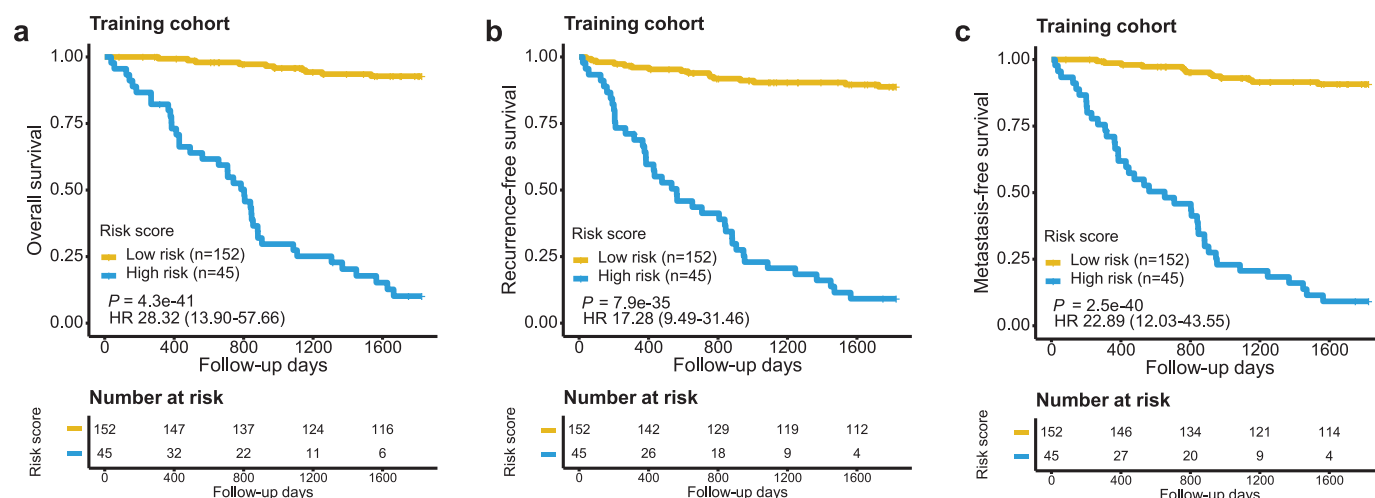 a
Training cohort
Overall survival
1.00
0.75
0.50
0.25
0.00
Risk score
Low risk (n=152)
High risk (n=45)
P = 4.3e-41
HR 28.32 (13.90-57.66)
0 400 800 1200 1600
Follow-up days
Number at risk
Risk score
152 147 137 124 116
45 32 22 11 6
0 400 800 1200 1600
Follow-up days
b
Training cohort
Recurrence-free survival
1.00
0.75
0.50
0.25
0.00
Risk score
Low risk (n=152)
High risk (n=45)
P = 7.9e-35
HR 17.28 (9.49-31.46)
0 400 800 1200 1600
Follow-up days
Number at risk
Risk score
152 142 129 119 112
45 26 18 9 4
0 400 800 1200 1600
Follow-up days
c
Training cohort
Metastasis-free survival
1.00
0.75
0.50
0.25
0.00
Risk score
Low risk (n=152)
High risk (n=45)
P = 2.5e-40
HR 22.89 (12.03-43.55)
0 400 800 1200 1600
Follow-up days
Number at risk
Risk score
152 146 134 121 114
45 27 20 9 4
0 400 800 1200 1600
Follow-up days